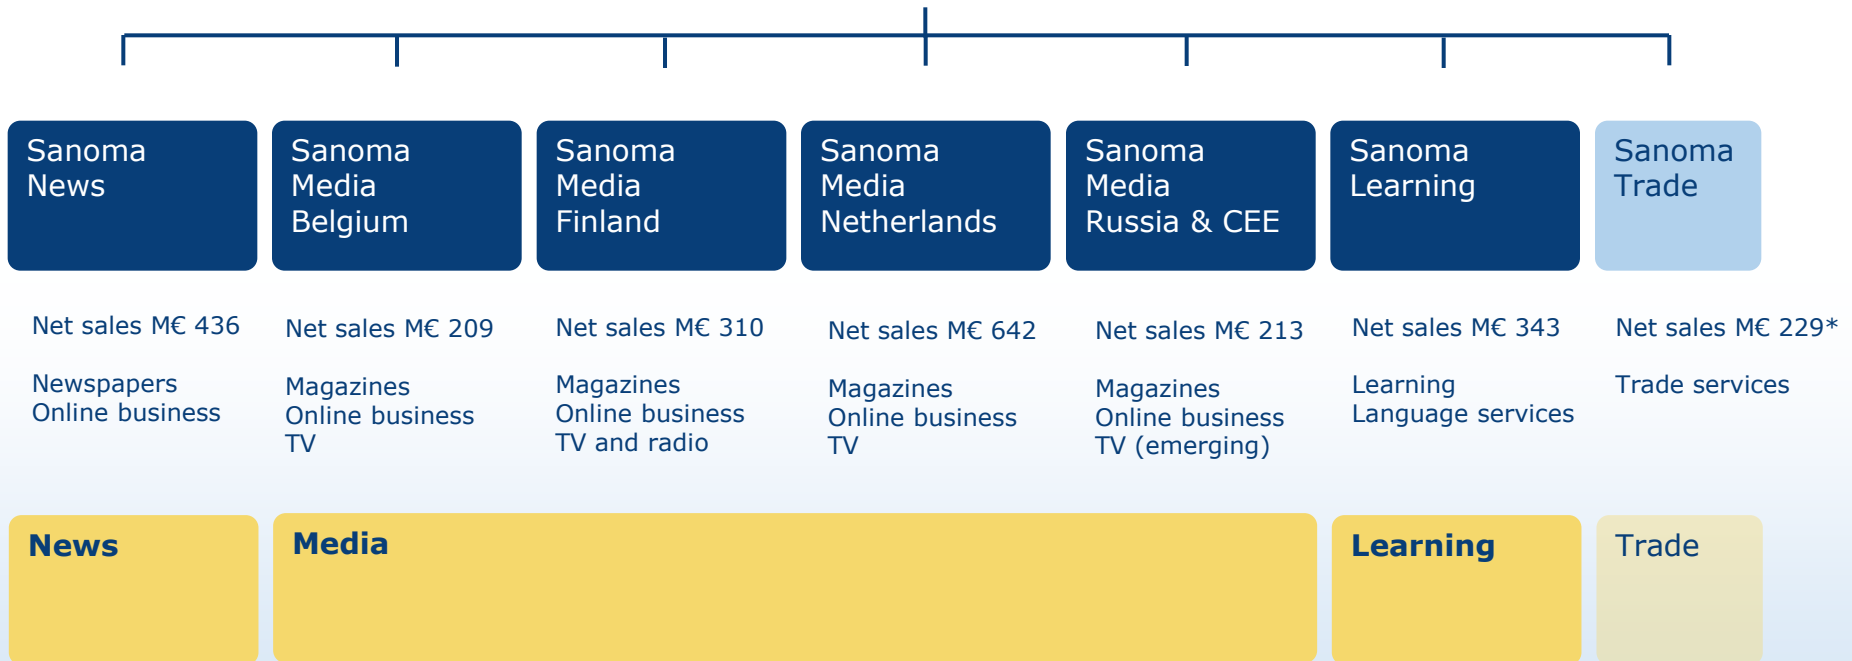 Sanoma
News
Sanoma
Media
Belgium
Sanoma
Media
Finland
Sanoma
Media
Netherlands
Sanoma
Media
Russia & CEE
Sanoma
Learning
Sanoma
Trade
Net sales M€ 436
Newspapers
Online business
Net sales M€ 209
Magazines
Online business
TV
Net sales M€ 310
Magazines
Online business
TV and radio
Net sales M€ 642
Magazines
Online business
TV
Net sales M€ 213
Magazines
Online business
TV (emerging)
Net sales M€ 343
Learning
Language services
Net sales M€ 229*
Trade services
News
Media
Learning
Trade